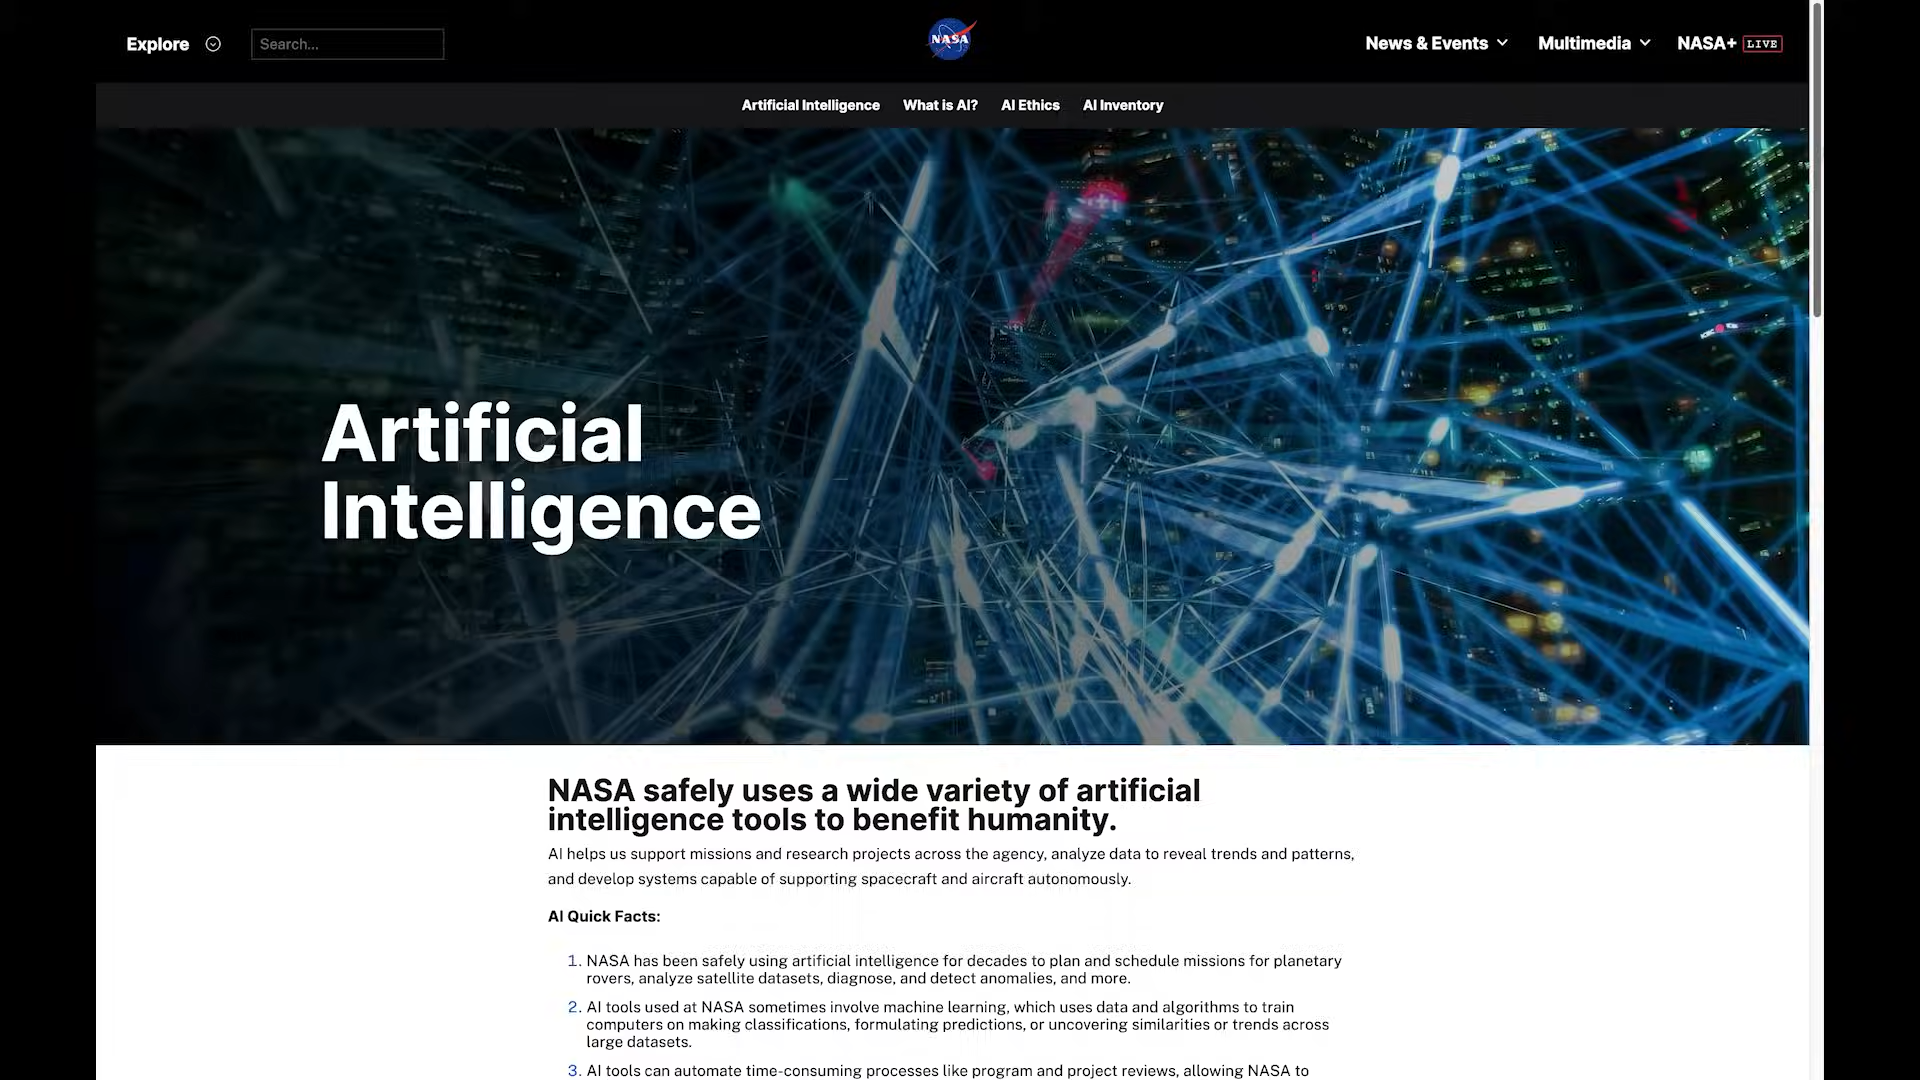 Explore
Search...
NASA
News & Events
Multimedia
NASA+ LIVE
Artificial Intelligence
What is AI?
AI Ethics
AI Inventory
Artificial
Intelligence
NASA safely uses a wide variety of artificial
intelligence tools to benefit humanity.
AI helps us support missions and research projects across the agency, analyze data to reveal trends and patterns,
and develop systems capable of supporting spacecraft and aircraft autonomously.
AI Quick Facts:
1. NASA has been safely using artificial intelligence for decades to plan and schedule missions for planetary
rovers, analyze satellite datasets, diagnose, and detect anomalies, and more.
2. AI tools used at NASA sometimes involve machine learning, which uses data and algorithms to train
computers on making classifications, formulating predictions, or uncovering similarities or trends across
large datasets.
3. AI tools can automate time-consuming processes like program and project reviews, allowing NASA to